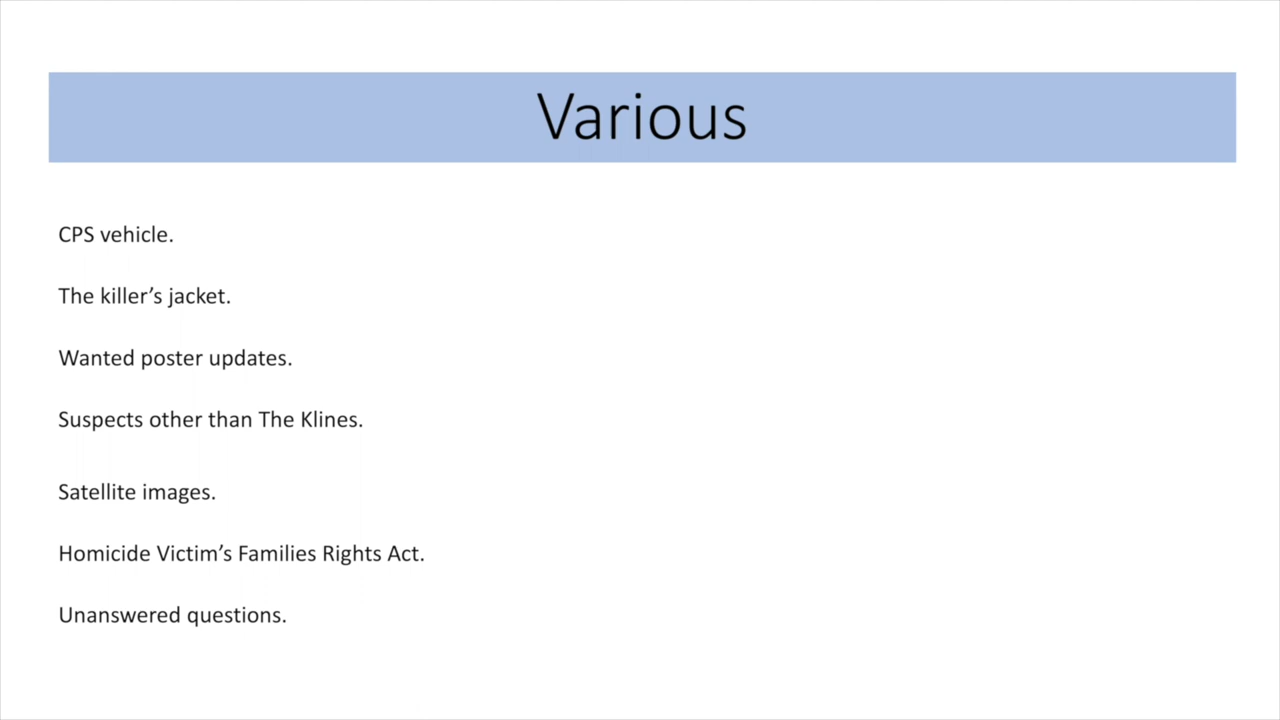 Various
CPS vehicle.
The killer’s jacket.
Wanted poster updates.
Suspects other than The Klines.
Satellite images.
Homicide Victim’s Families Rights Act.
Unanswered questions.